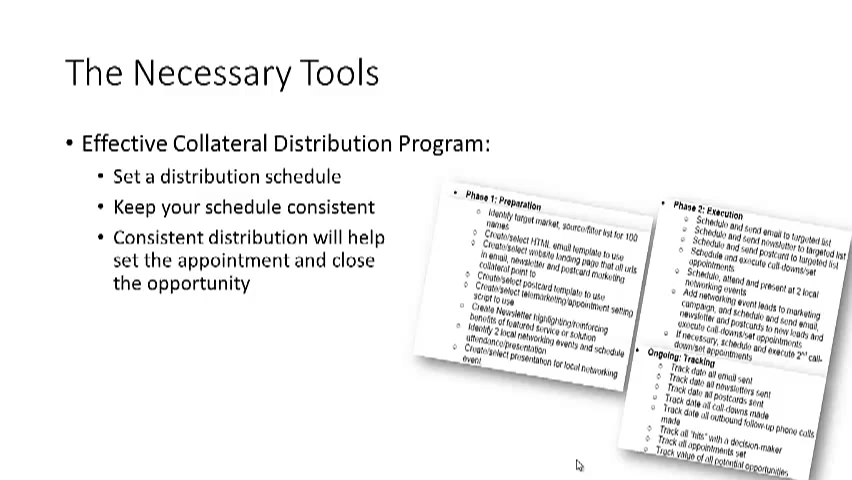 The Necessary Tools
• Effective Collateral Distribution Program:
• Set a distribution schedule
• Keep your schedule consistent
• Consistent distribution will help
set the appointment and close
the opportunity
• Phase 1: Preparation
○ Identify target market, source/filter list for 100
names
○ Create/select HTML email template to use
○ Create/select website landing page that all urls
in email, newsletter and postcard marketing
collateral point to
○ Create/select postcard template to use
○ Create/select telemarketing/appointment setting
script to use
○ Create Newsletter highlighting/reinforcing
benefits of featured service or solution
○ Identify 2 local networking events and schedule
attendance/presentation
○ Create/select presentation for local networking
event
• Phase 2: Execution
○ Schedule and send email to targeted list
○ Schedule and send newsletter to targeted list
○ Schedule and send postcard to targeted list
○ Schedule and execute call-downs/set
appointments
○ Schedule, attend and present at 2 local
networking events
○ Add networking event leads to marketing
campaign, and schedule and send email,
newsletter and postcards to new leads and
execute call-downs/set appointments
○ If necessary, schedule and execute 2nd call-
down/set appointments
• Ongoing: Tracking
○ Track date all email sent
○ Track date all newsletters sent
○ Track date all postcards sent
○ Track date all call-downs made
○ Track date all outbound follow-up phone calls
made
○ Track all "hits" with a decision-maker
○ Track all appointments set
○ Track value of all potential opportunities